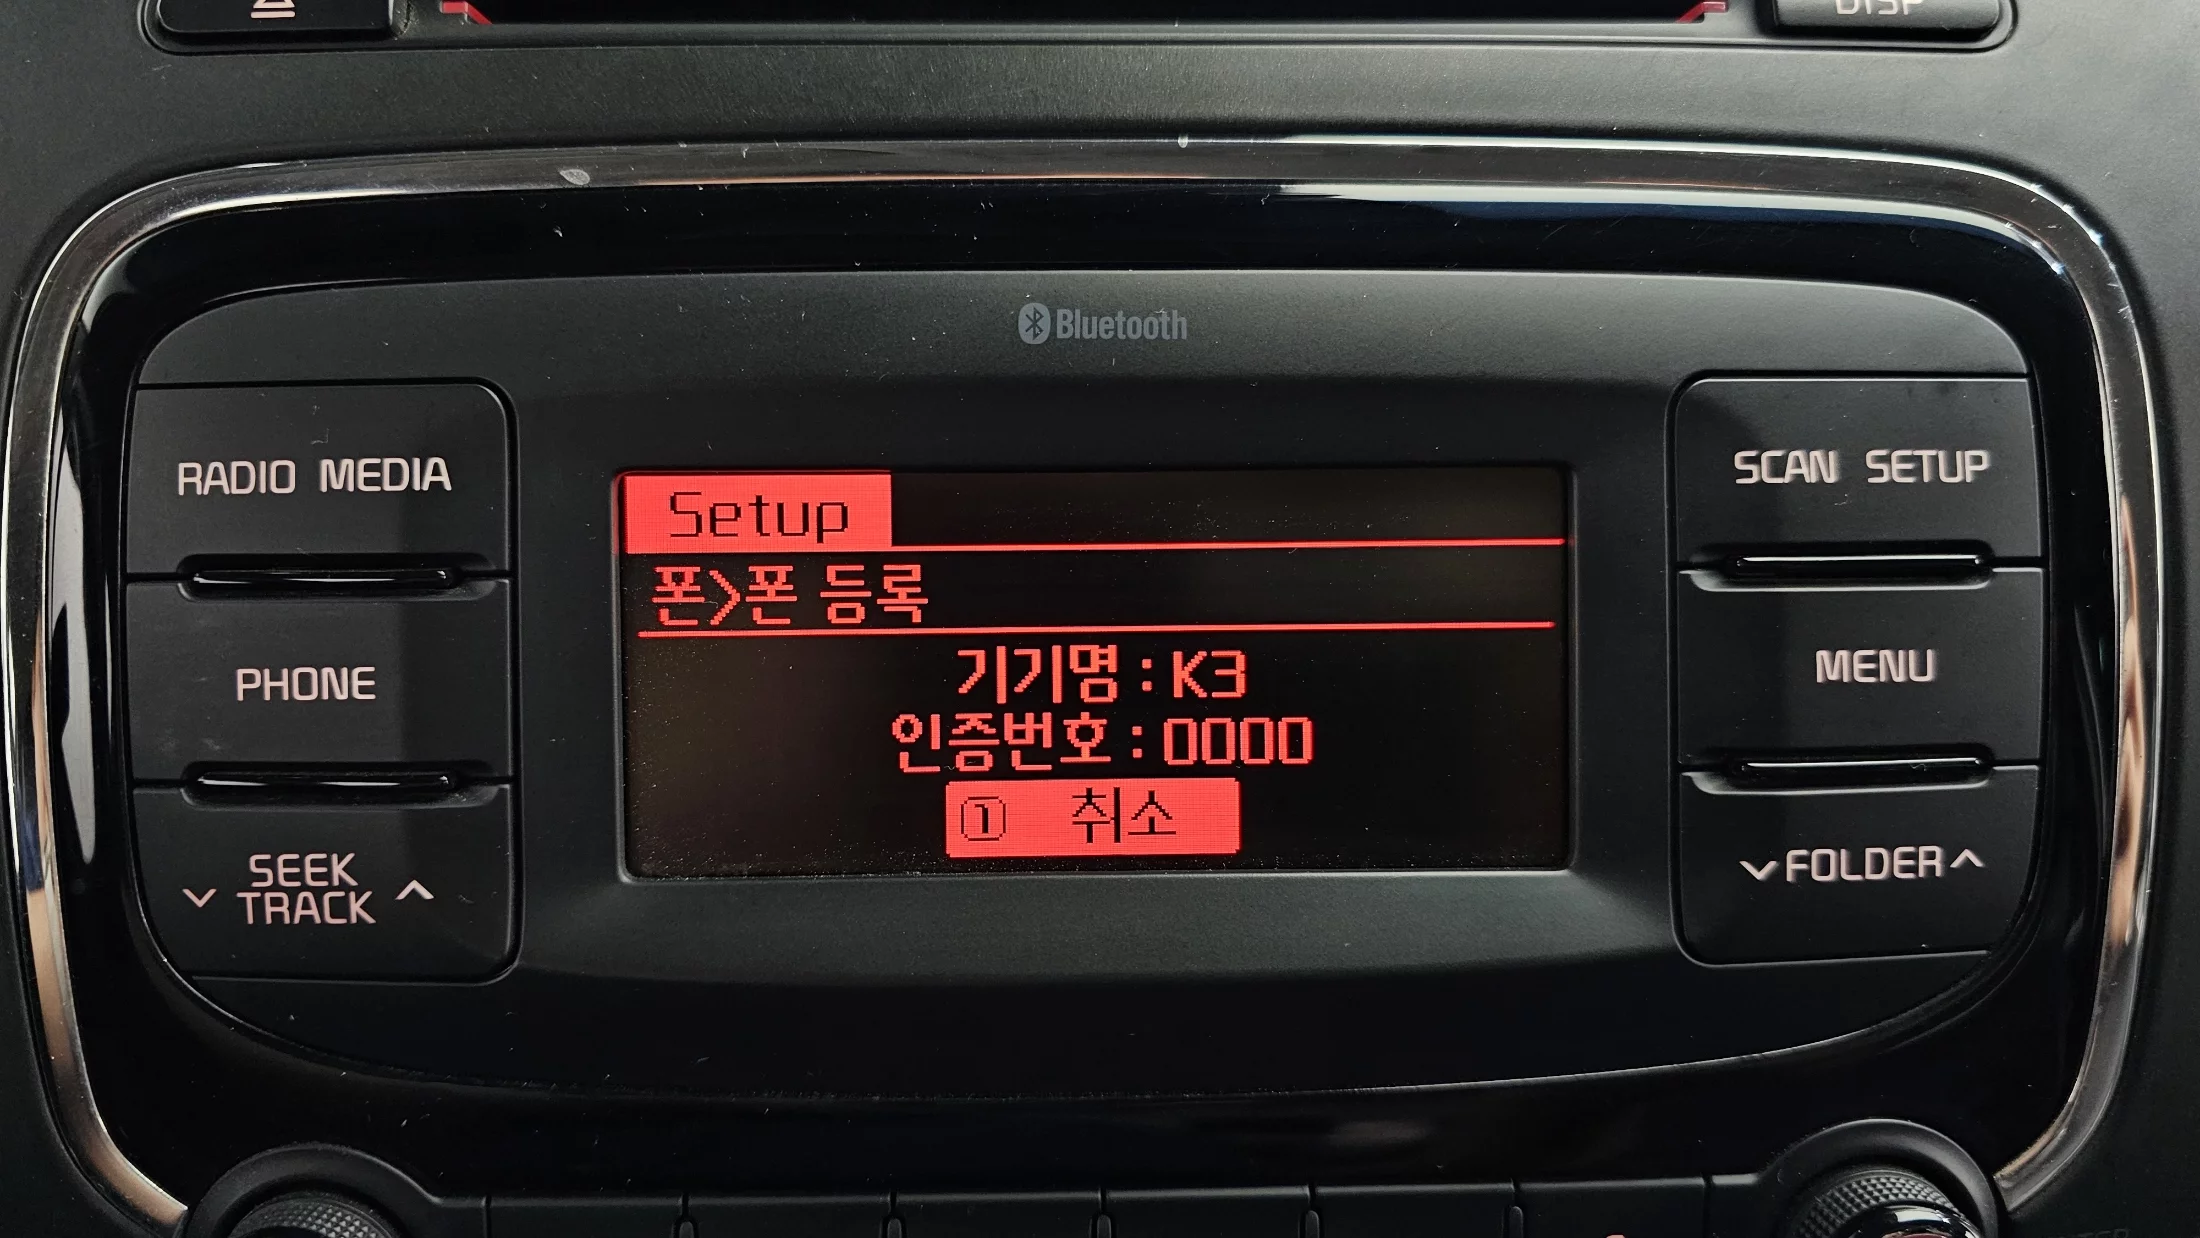 DISP
Bluetooth
RADIO MEDIA
SCAN SETUP
Setup
폰>폰 등록
기기명 : K3
PHONE
MENU
인증번호 : 0000
① 취소
SEEK
TRACK
FOLDER